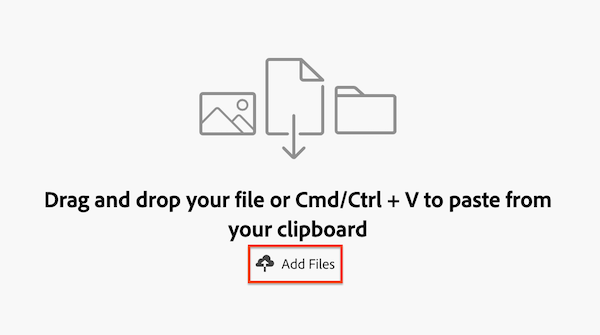 Drag and drop your file or Cmd/Ctrl + V to paste from
your clipboard
Add Files